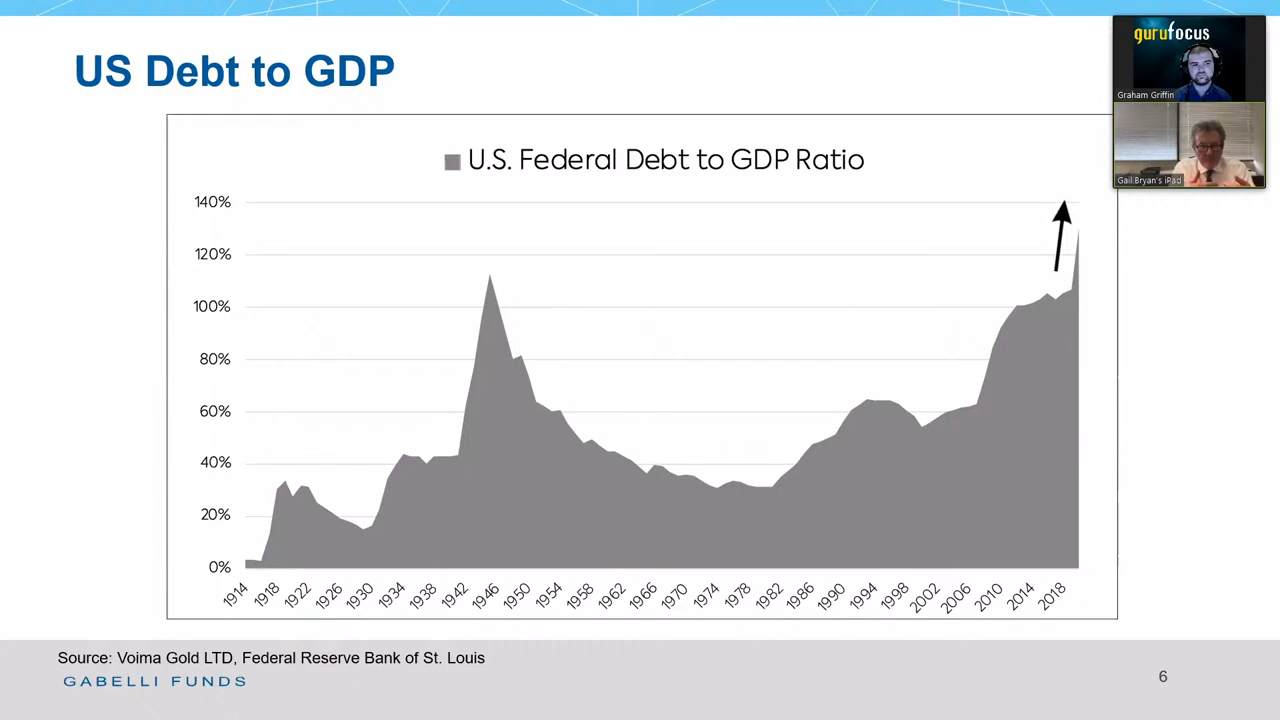 US Debt to GDP
gurufocus
Graham Griffin
Gail Bryan's iPad
U.S. Federal Debt to GDP Ratio
140%
120%
100%
80%
60%
40%
20%
0%
1914 1918 1922 1926 1930 1934 1938 1942 1946 1950 1954 1958 1962 1966 1970 1974 1978 1982 1986 1990 1994 1998 2002 2006 2010 2014 2018
Source: Voima Gold LTD, Federal Reserve Bank of St. Louis
GABELLI FUNDS
6